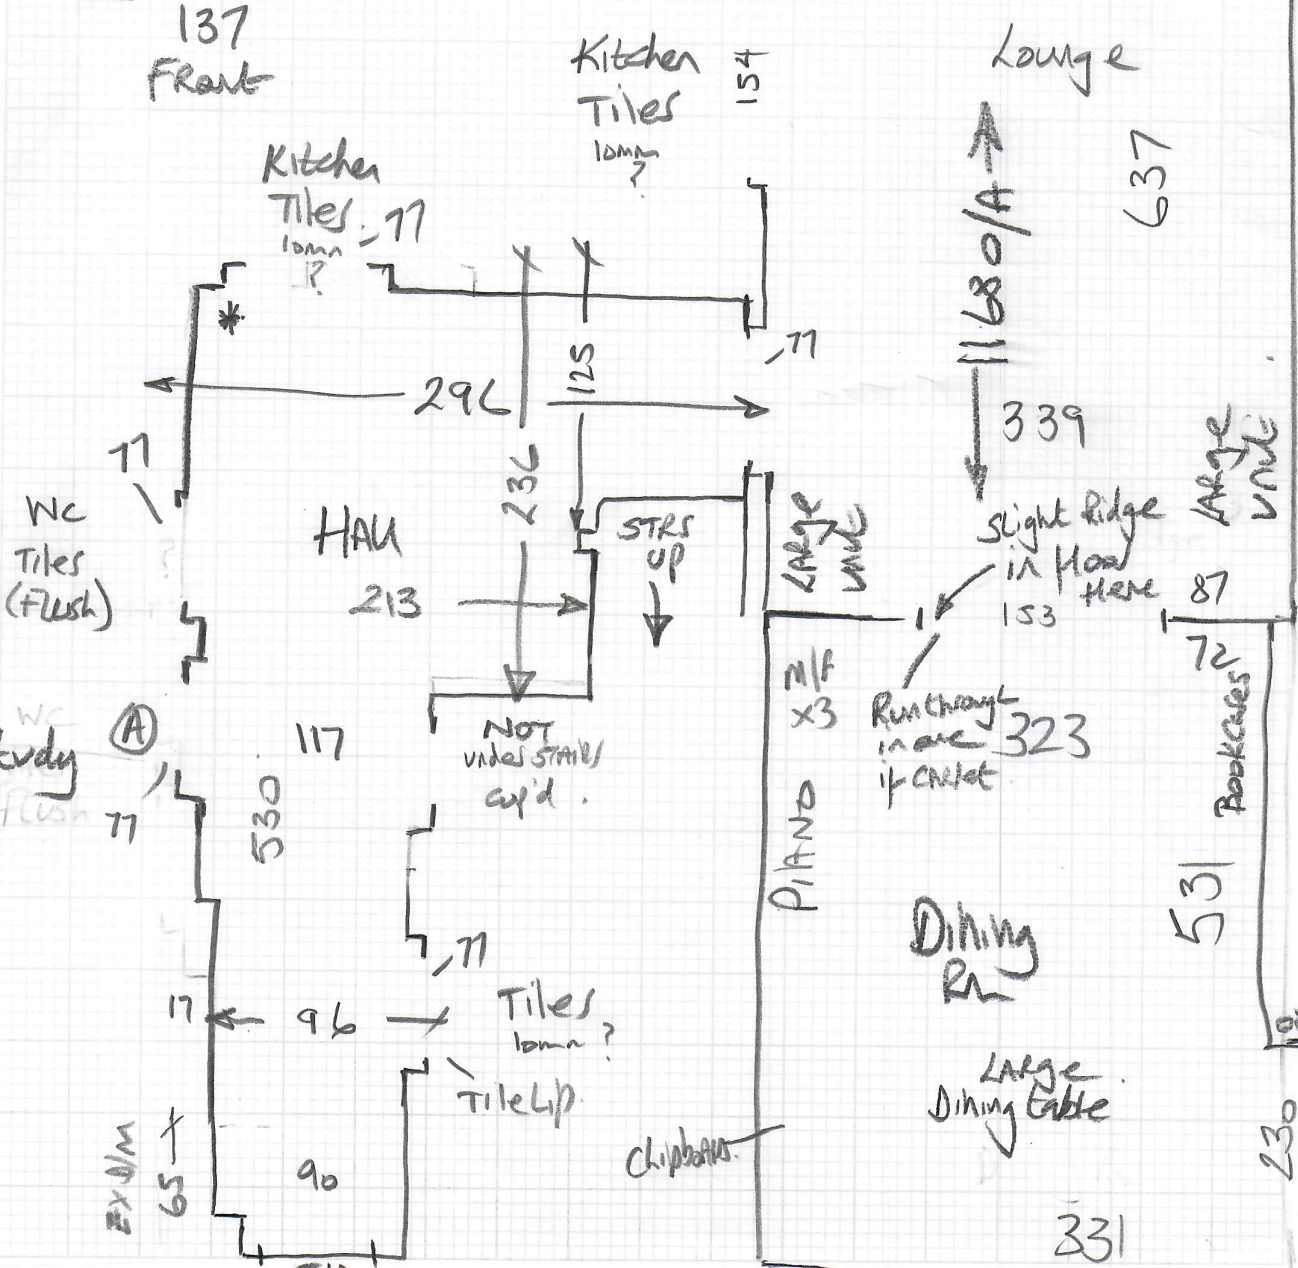 137
Front
Kitchen
Tiles
10mm
?
77
Kitchen
Tiles
10mm
?
154
Lounge
637
1680/A
339
296
125
236
77
77
WC
Tiles
(Flush)
HALL
213
STRS
UP
LARGE
UNIT
Slight Ridge
in floor
Here
153
LARGE
UNIT
87
72
M/F
x3
Run through
in one
if carpet
323
BOOKCASES
Study
A
117
NOT
under STAIRS
cup'd.
77
530
PIANO
531
Dining
Rm
77
17
96
Tiles
10mm ?
Tile Lip
LARGE
Dining table
Chipboard.
EX D/M
65
90
230
331